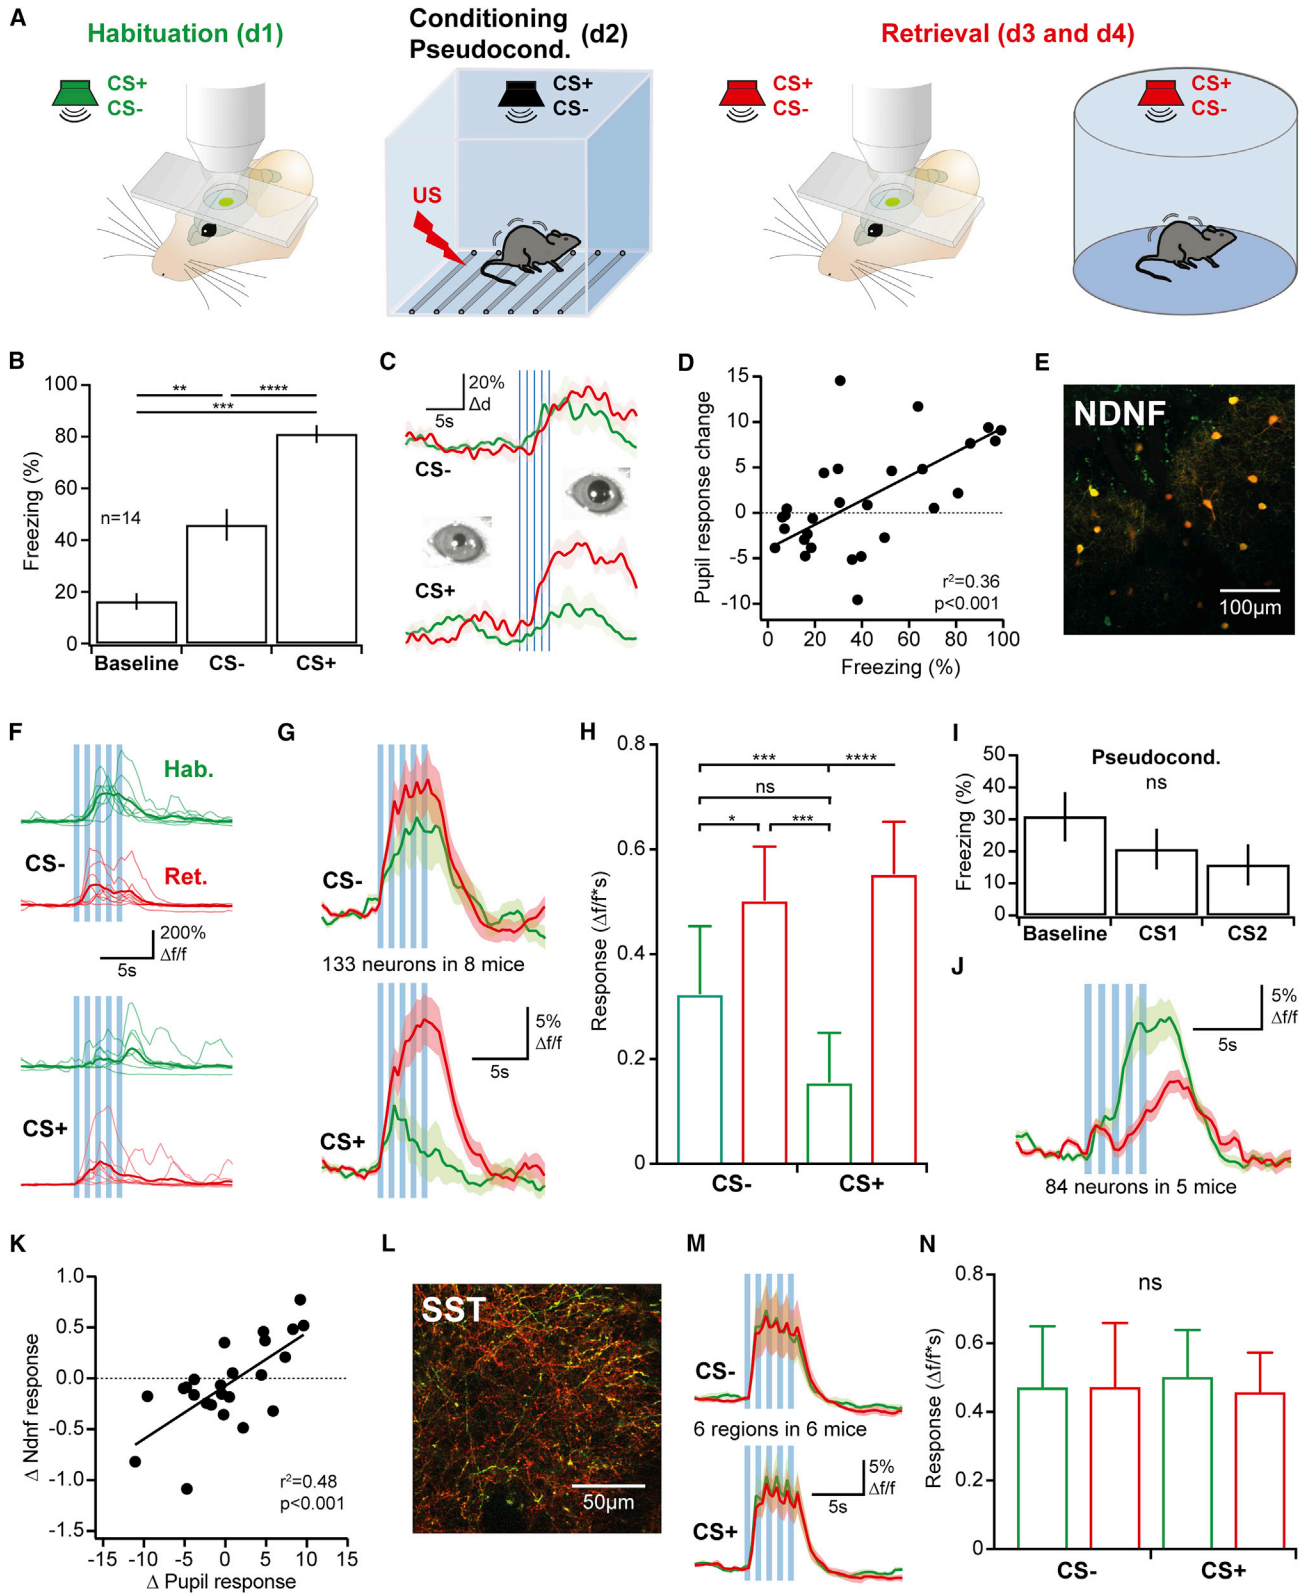 A
Habituation (d1)
Conditioning
Pseudocond.
(d2)
Retrieval (d3 and d4)
CS+
CS-
CS+
CS-
CS+
CS-
CS+
CS-
US
B
100
80
60
40
20
0
Freezing (%)
**
****
***
n=14
Baseline
CS-
CS+
C
20%
Δd
5s
CS-
CS+
D
15
10
5
0
-5
-10
Pupil response change
r²=0.36
p<0.001
0
20
40
60
80
100
Freezing (%)
E
NDNF
100µm
F
Hab.
CS-
Ret.
200%
Δf/f
5s
CS+
G
CS-
133 neurons in 8 mice
5%
Δf/f
5s
CS+
H
0.8
0.6
0.4
0.2
0
Response (Δf/f*s)
***
****
ns
*
***
CS-
CS+
I
50
40
30
20
10
0
Freezing (%)
Pseudocond.
ns
Baseline
CS1
CS2
J
5%
Δf/f
5s
84 neurons in 5 mice
K
1.0
0.5
0.0
-0.5
-1.0
-1.5
Δ Ndnf response
r²=0.48
p<0.001
-15
-10
-5
0
5
10
15
Δ Pupil response
L
SST
50µm
M
CS-
6 regions in 6 mice
5%
Δf/f
5s
CS+
N
0.8
0.6
0.4
0.2
0
Response (Δf/f*s)
ns
CS-
CS+